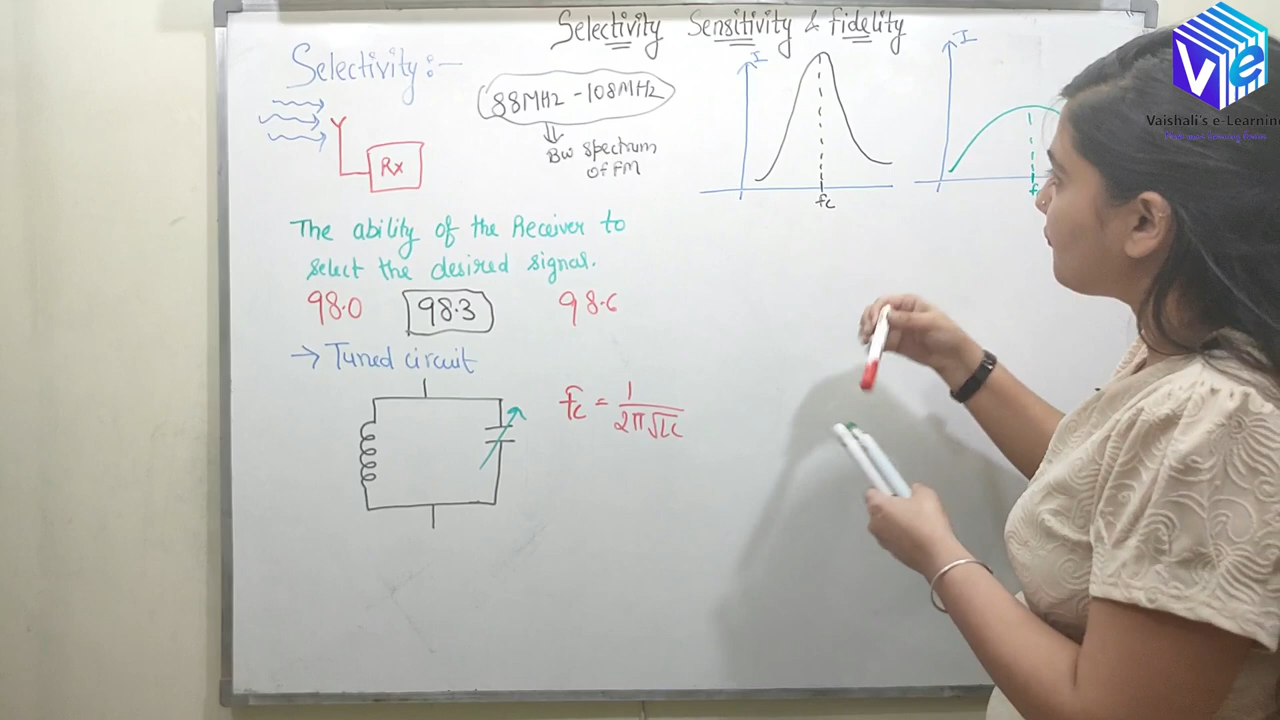 Selectivity Sensitivity & fidelity
Selectivity:-
88MHz - 108MHz
BW spectrum
of FM
Rx
I
fc
I
f
The ability of the Receiver to
select the desired signal.
98.0 98.3 98.6
→ Tuned circuit
fc = 1/2π√LC
Ve
Vaishali's e-Learning